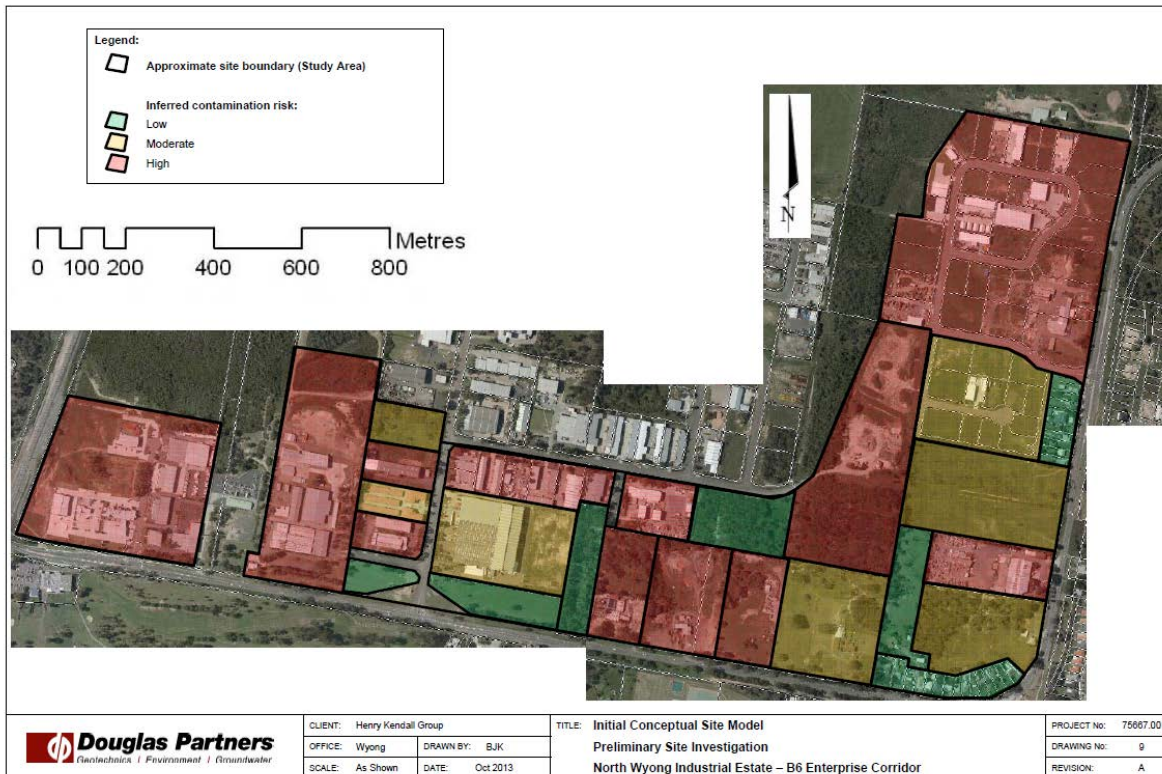 Legend:
Approximate site boundary (Study Area)
Inferred contamination risk:
Low
Moderate
High
Metres
0 100 200 400 600 800
N
Douglas Partners
Geotechnics | Environment | Groundwater
CLIENT: Henry Kendall Group
OFFICE: Wyong
DRAWN BY: BJK
SCALE: As Shown
DATE: Oct 2013
TITLE: Initial Conceptual Site Model
Preliminary Site Investigation
North Wyong Industrial Estate – B6 Enterprise Corridor
PROJECT No: 75667.00
DRAWING No: 9
REVISION: A